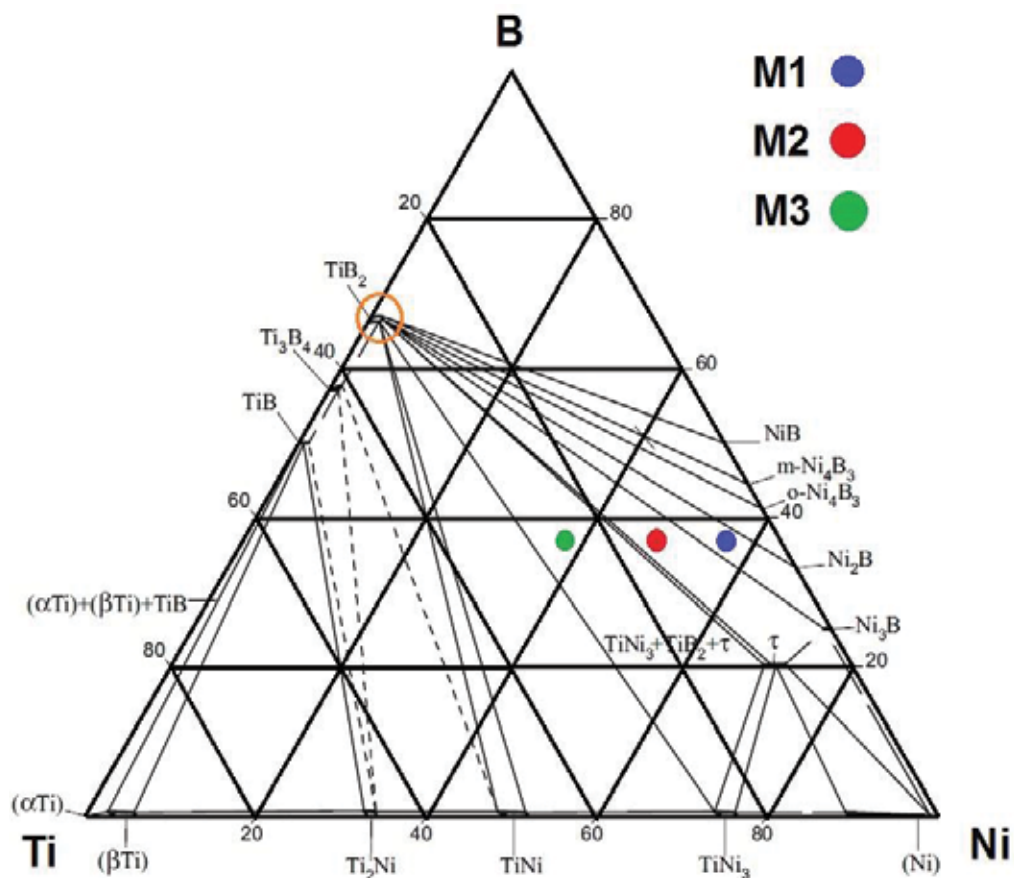 B
M1
M2
M3
20
80
TiB₂
Ti₃B₄
40
60
TiB
NiB
m-Ni₄B₃
o-Ni₄B₃
60
40
Ni₂B
(αTi)+(βTi)+TiB
Ni₃B
TiNi₃+TiB₂+τ
τ
80
20
(αTi)
Ti
20
40
60
80
Ni
(βTi)
Ti₂Ni
TiNi
TiNi₃
(Ni)